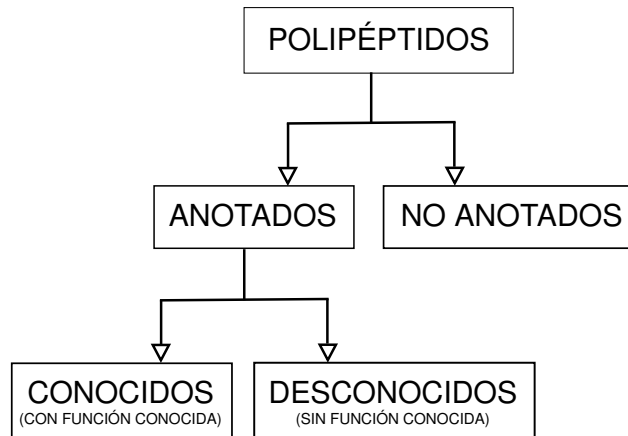 POLIPÉPTIDOS
ANOTADOS
NO ANOTADOS
CONOCIDOS
(CON FUNCIÓN CONOCIDA)
DESCONOCIDOS
(SIN FUNCIÓN CONOCIDA)